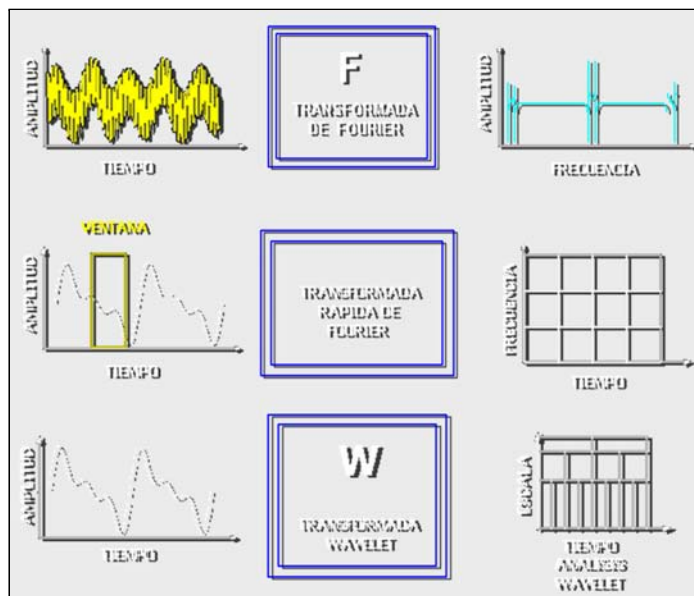 AMPLITUD
TIEMPO
F
TRANSFORMADA
DE FOURIER
AMPLITUD
FRECUENCIA
VENTANA
AMPLITUD
TIEMPO
TRANSFORMADA
RAPIDA DE
FOURIER
FRECUENCIA
TIEMPO
AMPLITUD
TIEMPO
W
TRANSFORMADA
WAVELET
ESCALA
TIEMPO
ANALYSIS
WAVELET